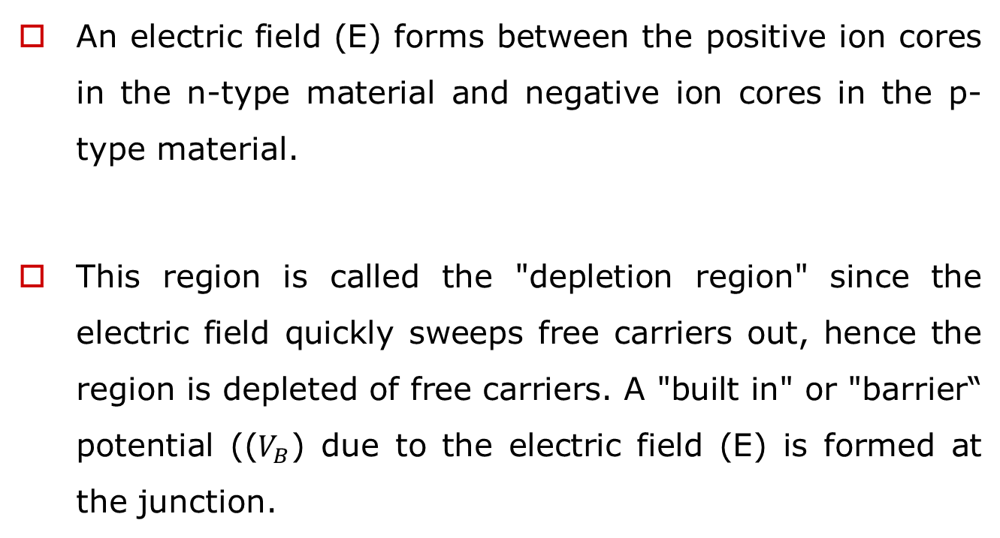 An electric field (E) forms between the positive ion cores
in the n-type material and negative ion cores in the p-
type material.
This region is called the "depletion region" since the
electric field quickly sweeps free carriers out, hence the
region is depleted of free carriers. A "built in" or "barrier“
potential ((V_B) due to the electric field (E) is formed at
the junction.